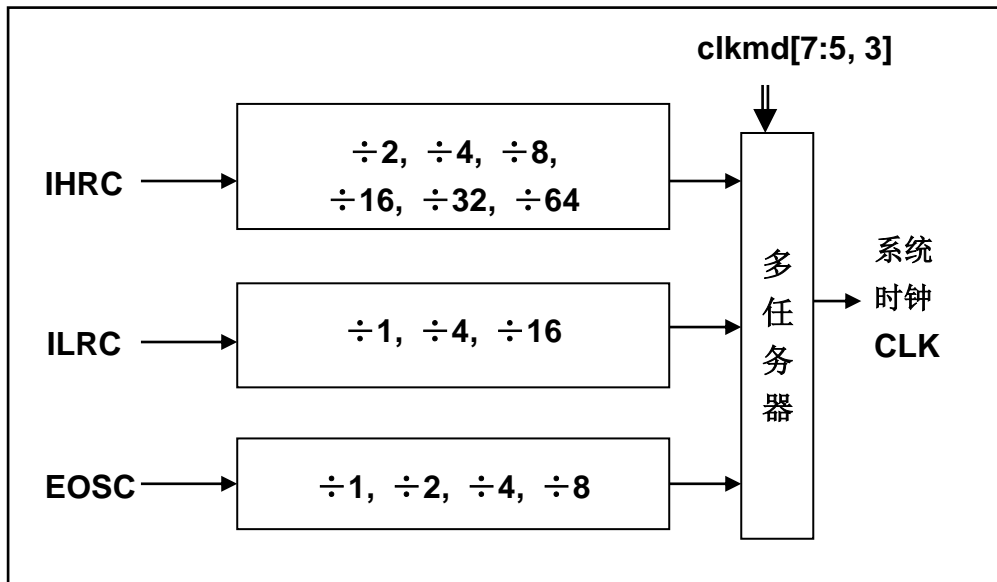 clkmd[7:5, 3]
IHRC
÷2, ÷4, ÷8,
÷16, ÷32, ÷64
ILRC
÷1, ÷4, ÷16
EOSC
÷1, ÷2, ÷4, ÷8
多
任
务
器
系统
时钟
CLK